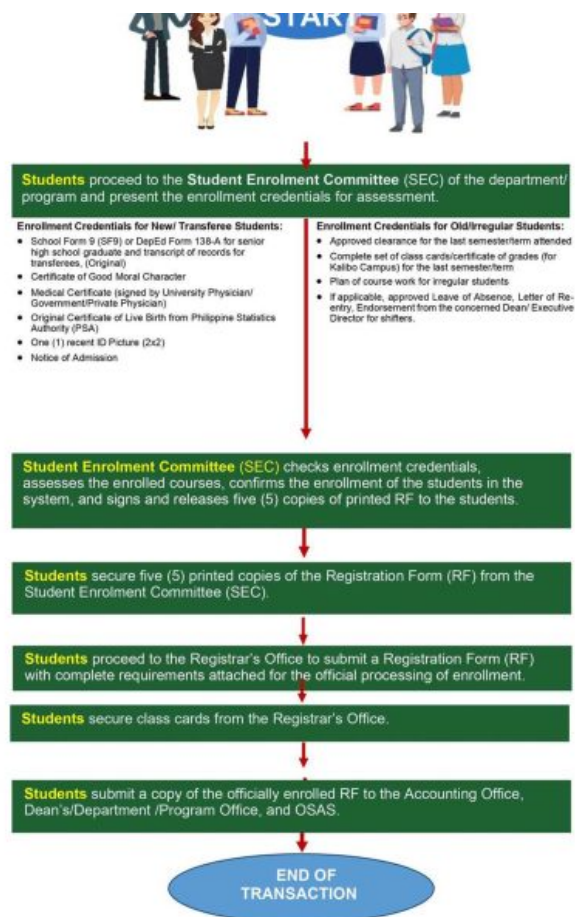 STAR
Students proceed to the Student Enrolment Committee (SEC) of the department/
program and present the enrollment credentials for assessment.
Enrollment Credentials for New/ Transferee Students:
● School Form 9 (SF9) or DepEd Form 138-A for senior
high school graduate and transcript of records for
transferees, (Original)
● Certificate of Good Moral Character
● Medical Certificate (signed by University Physician/
Government/Private Physician)
● Original Certificate of Live Birth from Philippine Statistics
Authority (PSA)
● One (1) recent ID Picture (2x2)
● Notice of Admission
Enrollment Credentials for Old/Irregular Students:
● Approved clearance for the last semester/term attended
● Complete set of class cards/certificate of grades (for
Kalibo Campus) for the last semester/term
● Plan of course work for irregular students
● If applicable, approved Leave of Absence, Letter of Re-
entry, Endorsement from the concerned Dean/ Executive
Director for shifters.
Student Enrolment Committee (SEC) checks enrollment credentials,
assesses the enrolled courses, confirms the enrollment of the students in the
system, and signs and releases five (5) copies of printed RF to the students.
Students secure five (5) printed copies of the Registration Form (RF) from the
Student Enrolment Committee (SEC).
Students proceed to the Registrar's Office to submit a Registration Form (RF)
with complete requirements attached for the official processing of enrollment.
Students secure class cards from the Registrar's Office.
Students submit a copy of the officially enrolled RF to the Accounting Office,
Dean's/Department /Program Office, and OSAS.
END OF
TRANSACTION